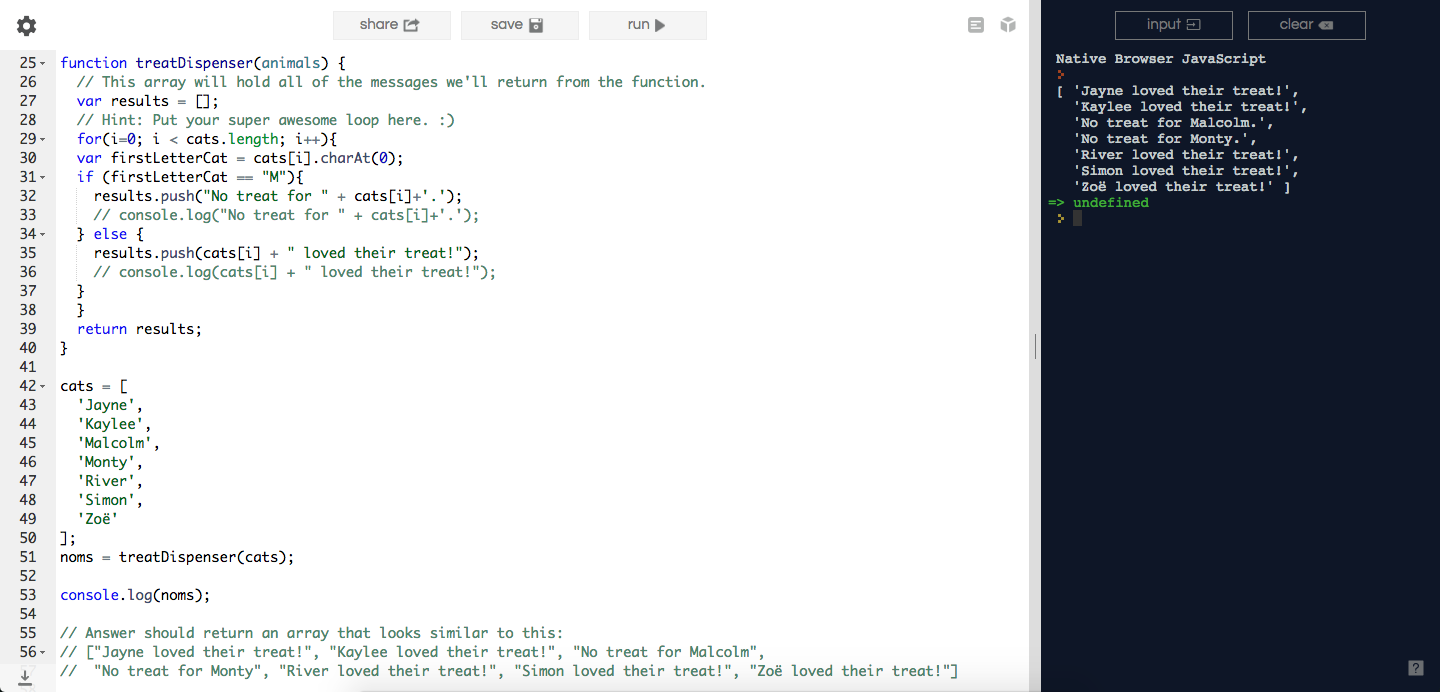 share save run input clear
25 function treatDispenser(animals) {
26 // This array will hold all of the messages we'll return from the function.
27 var results = [];
28 // Hint: Put your super awesome loop here. :)
29 for(i=0; i < cats.length; i++){
30 var firstLetterCat = cats[i].charAt(0);
31 if (firstLetterCat == "M"){
32 results.push("No treat for " + cats[i]+'.');
33 // console.log("No treat for " + cats[i]+'.');
34 } else {
35 results.push(cats[i] + " loved their treat!");
36 // console.log(cats[i] + " loved their treat!");
37 }
38 }
39 return results;
40 }
41
42 cats = [
43 'Jayne',
44 'Kaylee',
45 'Malcolm',
46 'Monty',
47 'River',
48 'Simon',
49 'Zoë'
50 ];
51 noms = treatDispenser(cats);
52
53 console.log(noms);
54
55 // Answer should return an array that looks similar to this:
56 // ["Jayne loved their treat!", "Kaylee loved their treat!", "No treat for Malcolm",
57 // "No treat for Monty", "River loved their treat!", "Simon loved their treat!", "Zoë loved their treat!"]
Native Browser JavaScript
[ 'Jayne loved their treat!',
'Kaylee loved their treat!',
'No treat for Malcolm.',
'No treat for Monty.',
'River loved their treat!',
'Simon loved their treat!',
'Zoë loved their treat!' ]
=> undefined
?